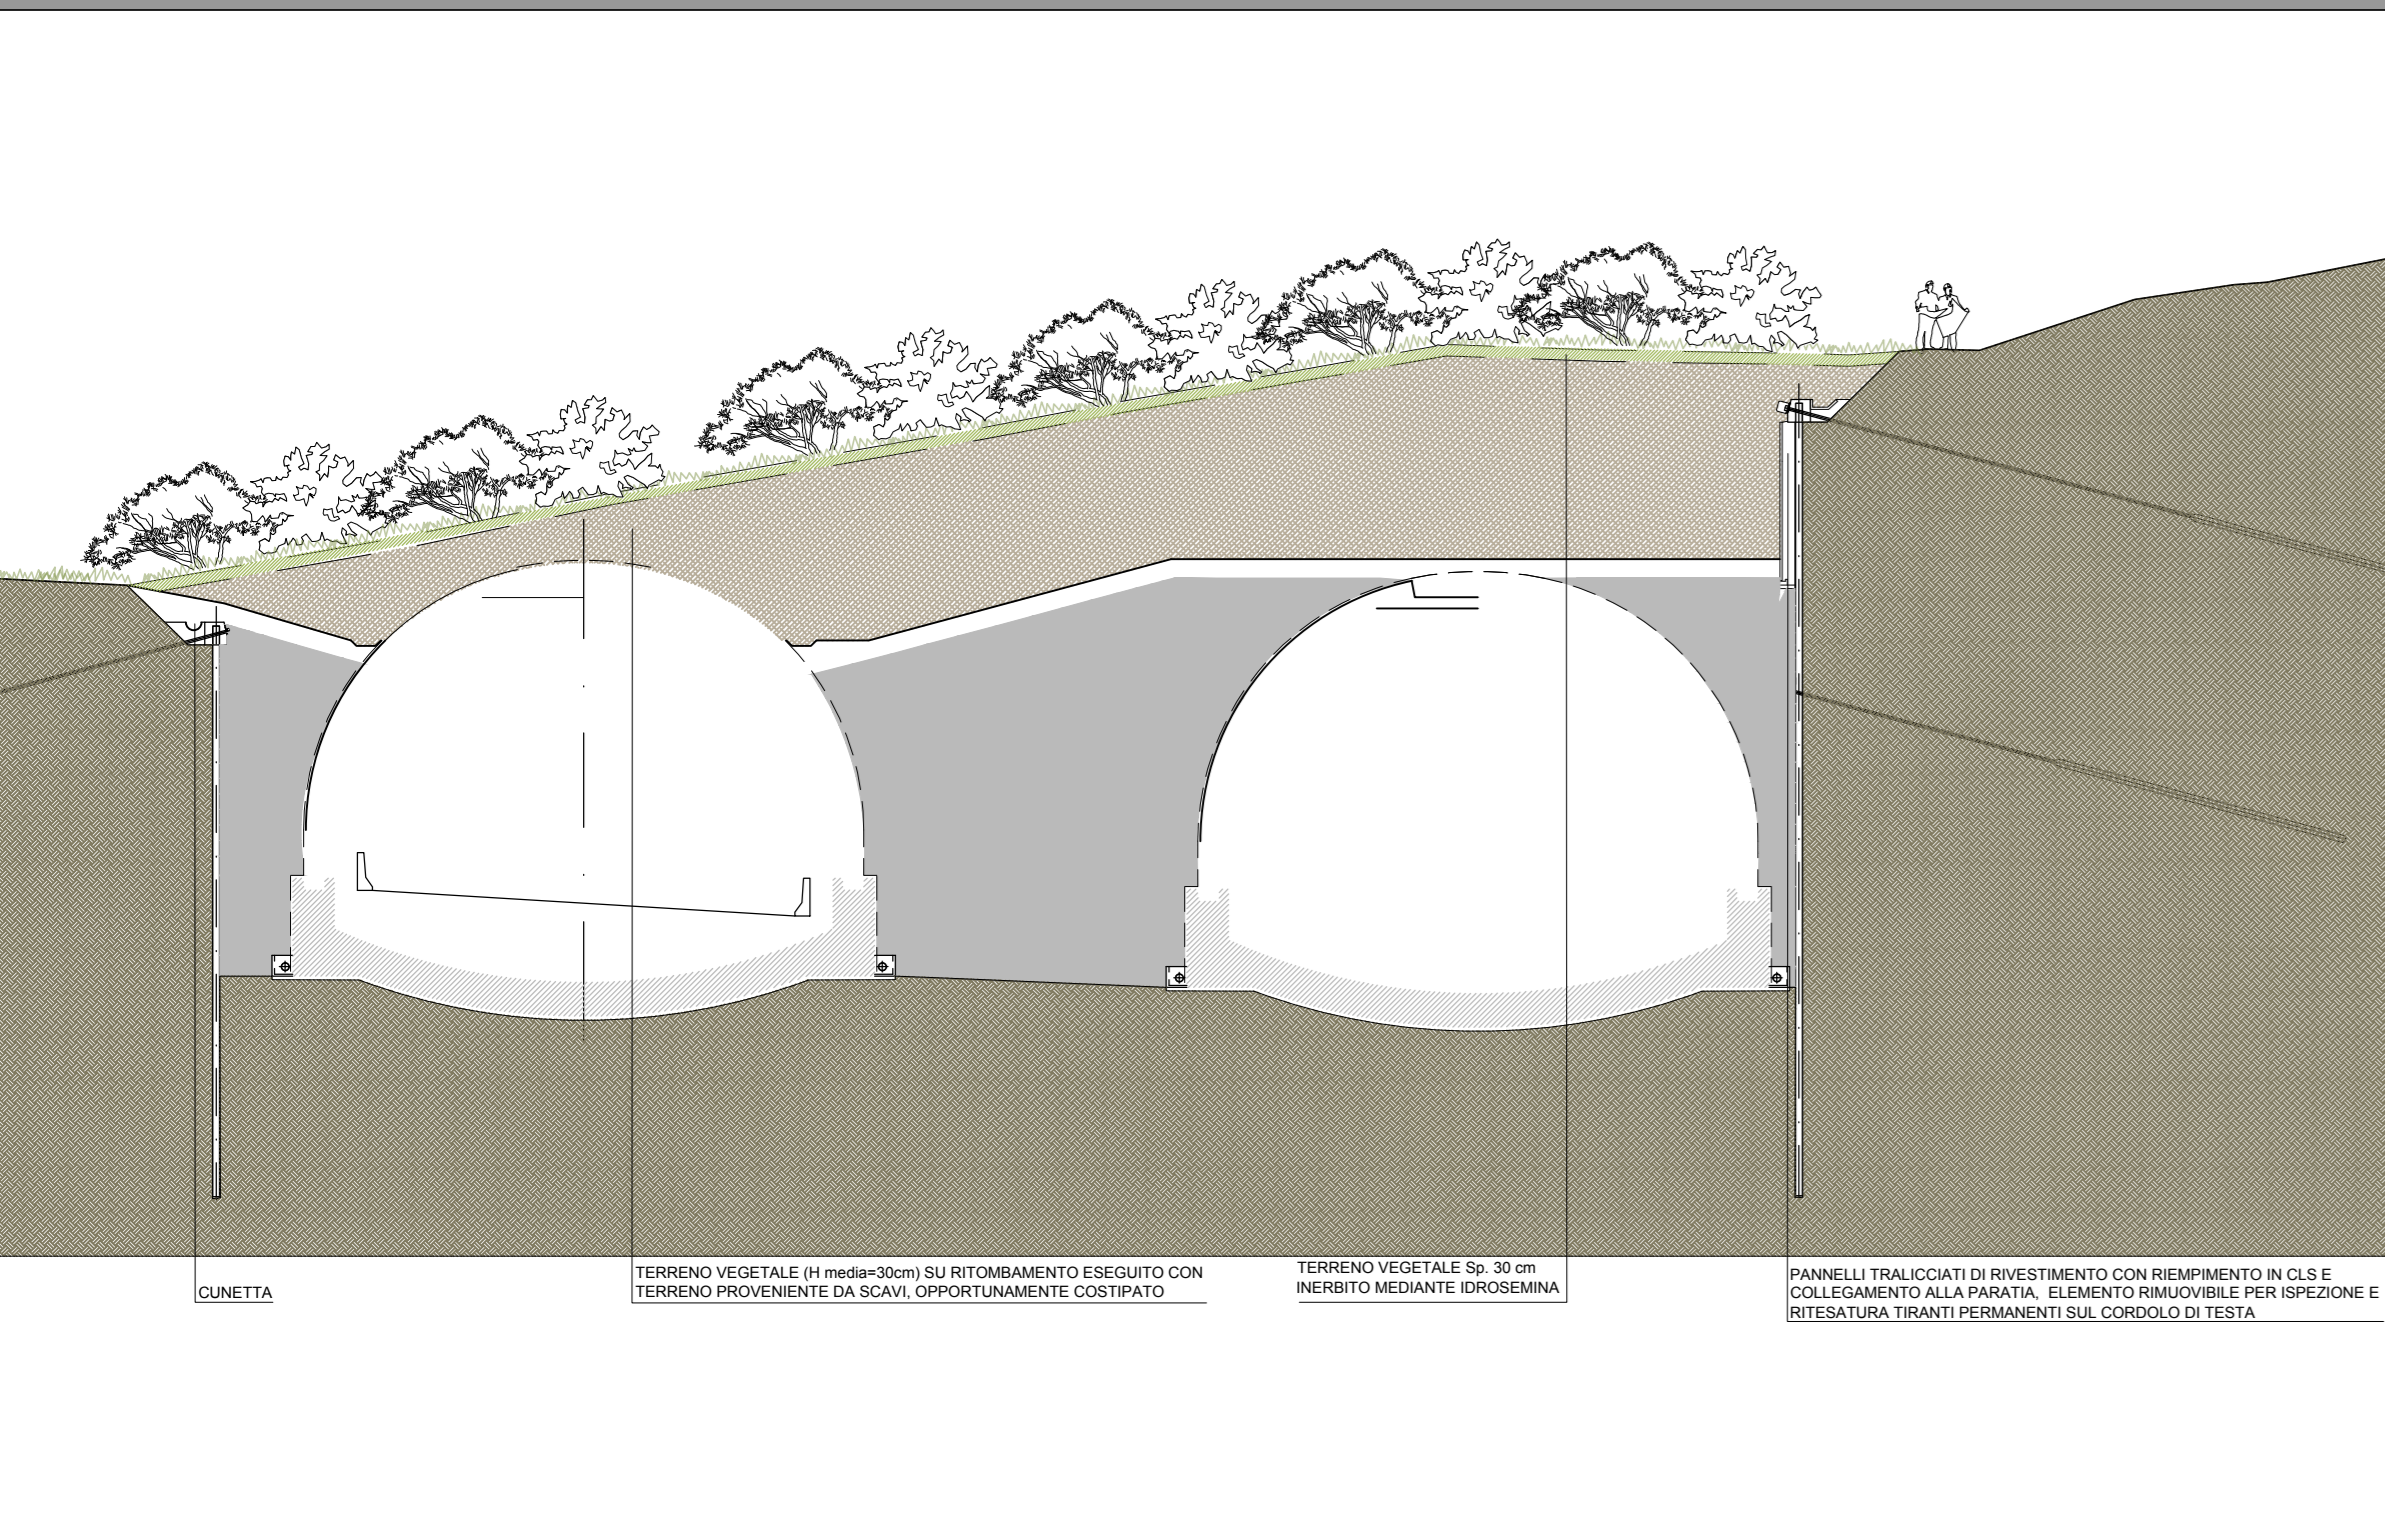 CUNETTA
TERRENO VEGETALE (H media=30cm) SU RITOMBAMENTO ESEGUITO CON
TERRENO PROVENIENTE DA SCAVI, OPPORTUNAMENTE COSTIPATO
TERRENO VEGETALE Sp. 30 cm
INERBITO MEDIANTE IDROSEMINA
PANNELLI TRALICCIATI DI RIVESTIMENTO CON RIEMPIMENTO IN CLS E
COLLEGAMENTO ALLA PARATIA, ELEMENTO RIMUOVIBILE PER ISPEZIONE E
RITESATURA TIRANTI PERMANENTI SUL CORDOLO DI TESTA